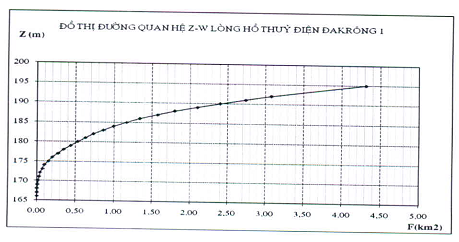 ĐỒ THỊ ĐƯỜNG QUAN HỆ Z-W LÒNG HỒ THUỶ ĐIỆN ĐAKRÔNG 1
Z (m)
200
195
190
185
180
175
170
165
0.00 0.50 1.00 1.50 2.00 2.50 3.00 3.50 4.00 4.50 5.00
F(km2)